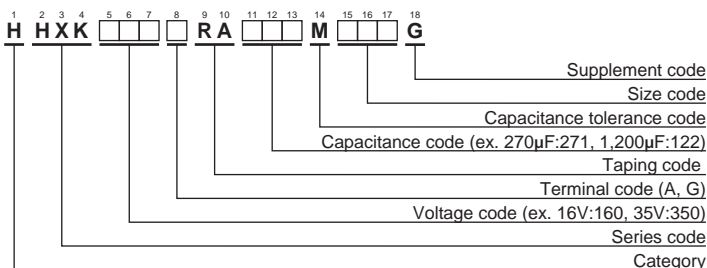 1 2 3 4 5 6 7 8 9 10 11 12 13 14 15 16 17 18
H HXK □□□ □ RA □□□ M □□□ G
Supplement code
Size code
Capacitance tolerance code
Capacitance code (ex. 270μF:271, 1,200μF:122)
Taping code
Terminal code (A, G)
Voltage code (ex. 16V:160, 35V:350)
Series code
Category